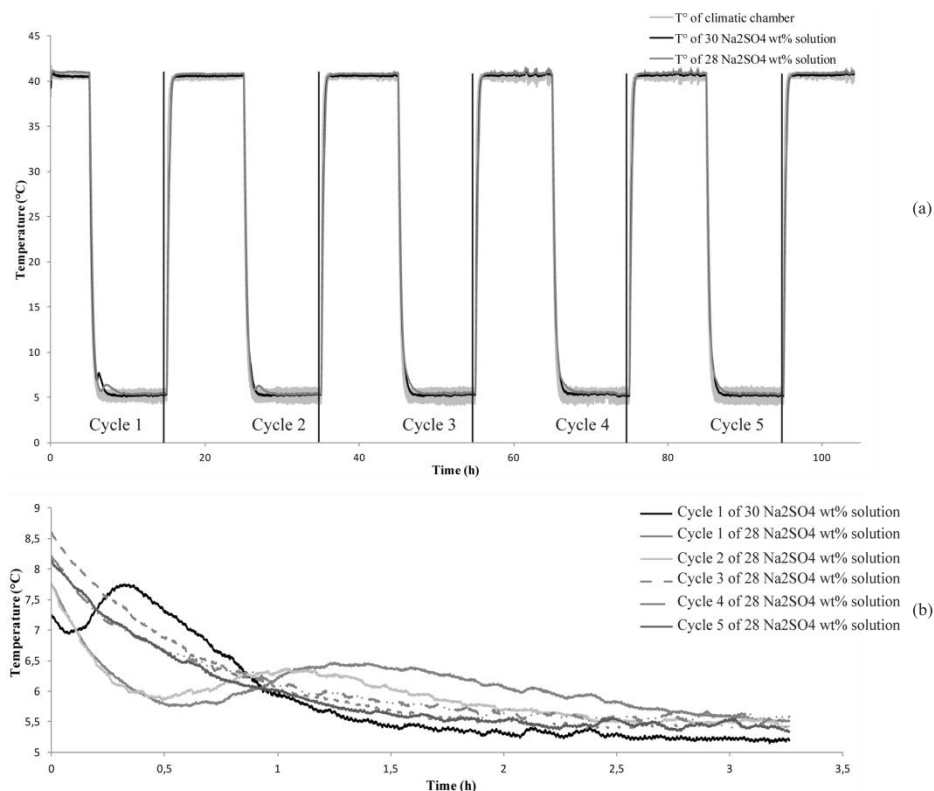 T° of climatic chamber
T° of 30 Na2SO4 wt% solution
T° of 28 Na2SO4 wt% solution
45
40
35
30
25
20
15
10
5
0
Temperature (°C)
(a)
Cycle 1 Cycle 2 Cycle 3 Cycle 4 Cycle 5
0 20 40 60 80 100
Time (h)
Cycle 1 of 30 Na2SO4 wt% solution
Cycle 1 of 28 Na2SO4 wt% solution
Cycle 2 of 28 Na2SO4 wt% solution
Cycle 3 of 28 Na2SO4 wt% solution
Cycle 4 of 28 Na2SO4 wt% solution
Cycle 5 of 28 Na2SO4 wt% solution
9
8,5
8
7,5
7
6,5
6
5,5
5
Temperature (°C)
(b)
0 0,5 1 1,5 2 2,5 3 3,5
Time (h)